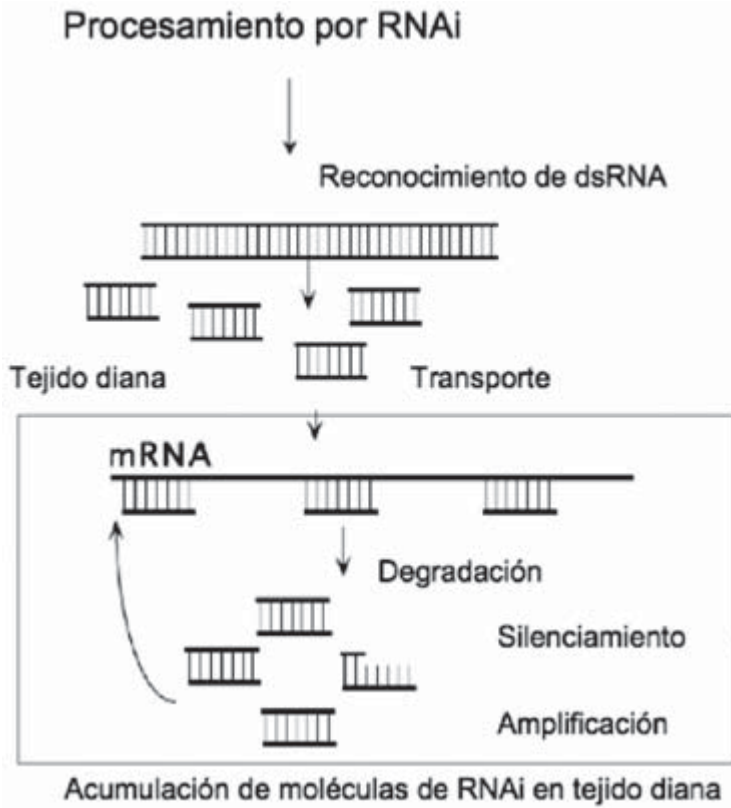 Procesamiento por RNAi
Reconocimiento de dsRNA
Tejido diana
Transporte
mRNA
Degradación
Silenciamiento
Amplificación
Acumulación de moléculas de RNAi en tejido diana